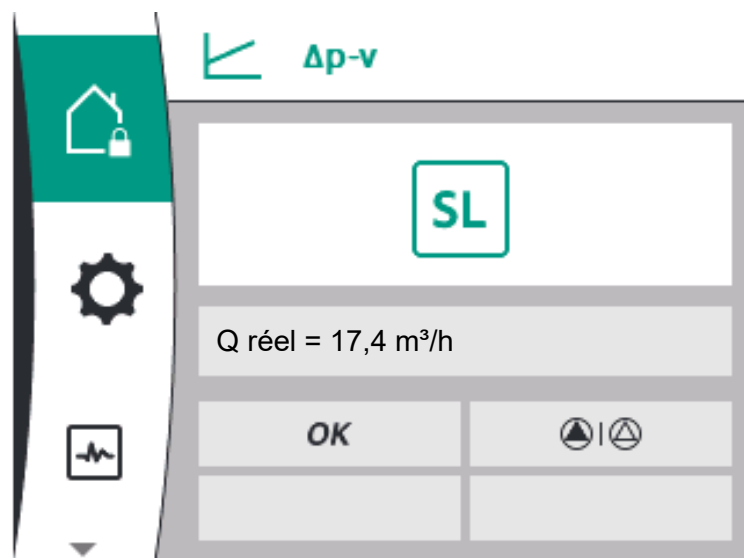 Δp-v
SL
Q réel = 17,4 m³/h
OK